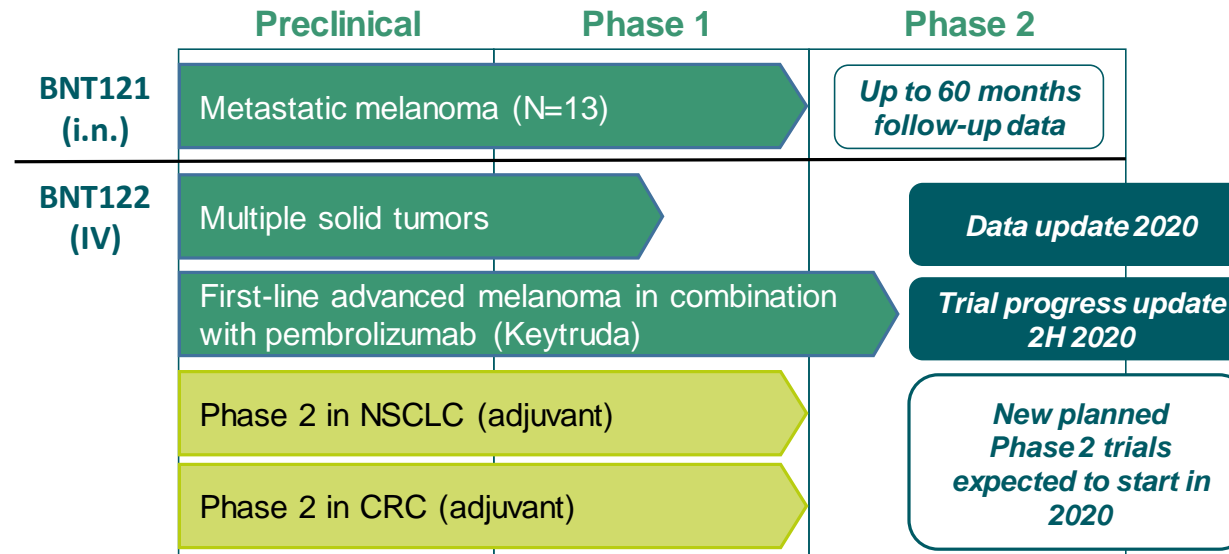 Preclinical
Phase 1
Phase 2
BNT121
(i.n.)
Metastatic melanoma (N=13)
Up to 60 months
follow-up data
BNT122
(IV)
Multiple solid tumors
Data update 2020
First-line advanced melanoma in combination
with pembrolizumab (Keytruda)
Trial progress update
2H 2020
Phase 2 in NSCLC (adjuvant)
Phase 2 in CRC (adjuvant)
New planned
Phase 2 trials
expected to start in
2020